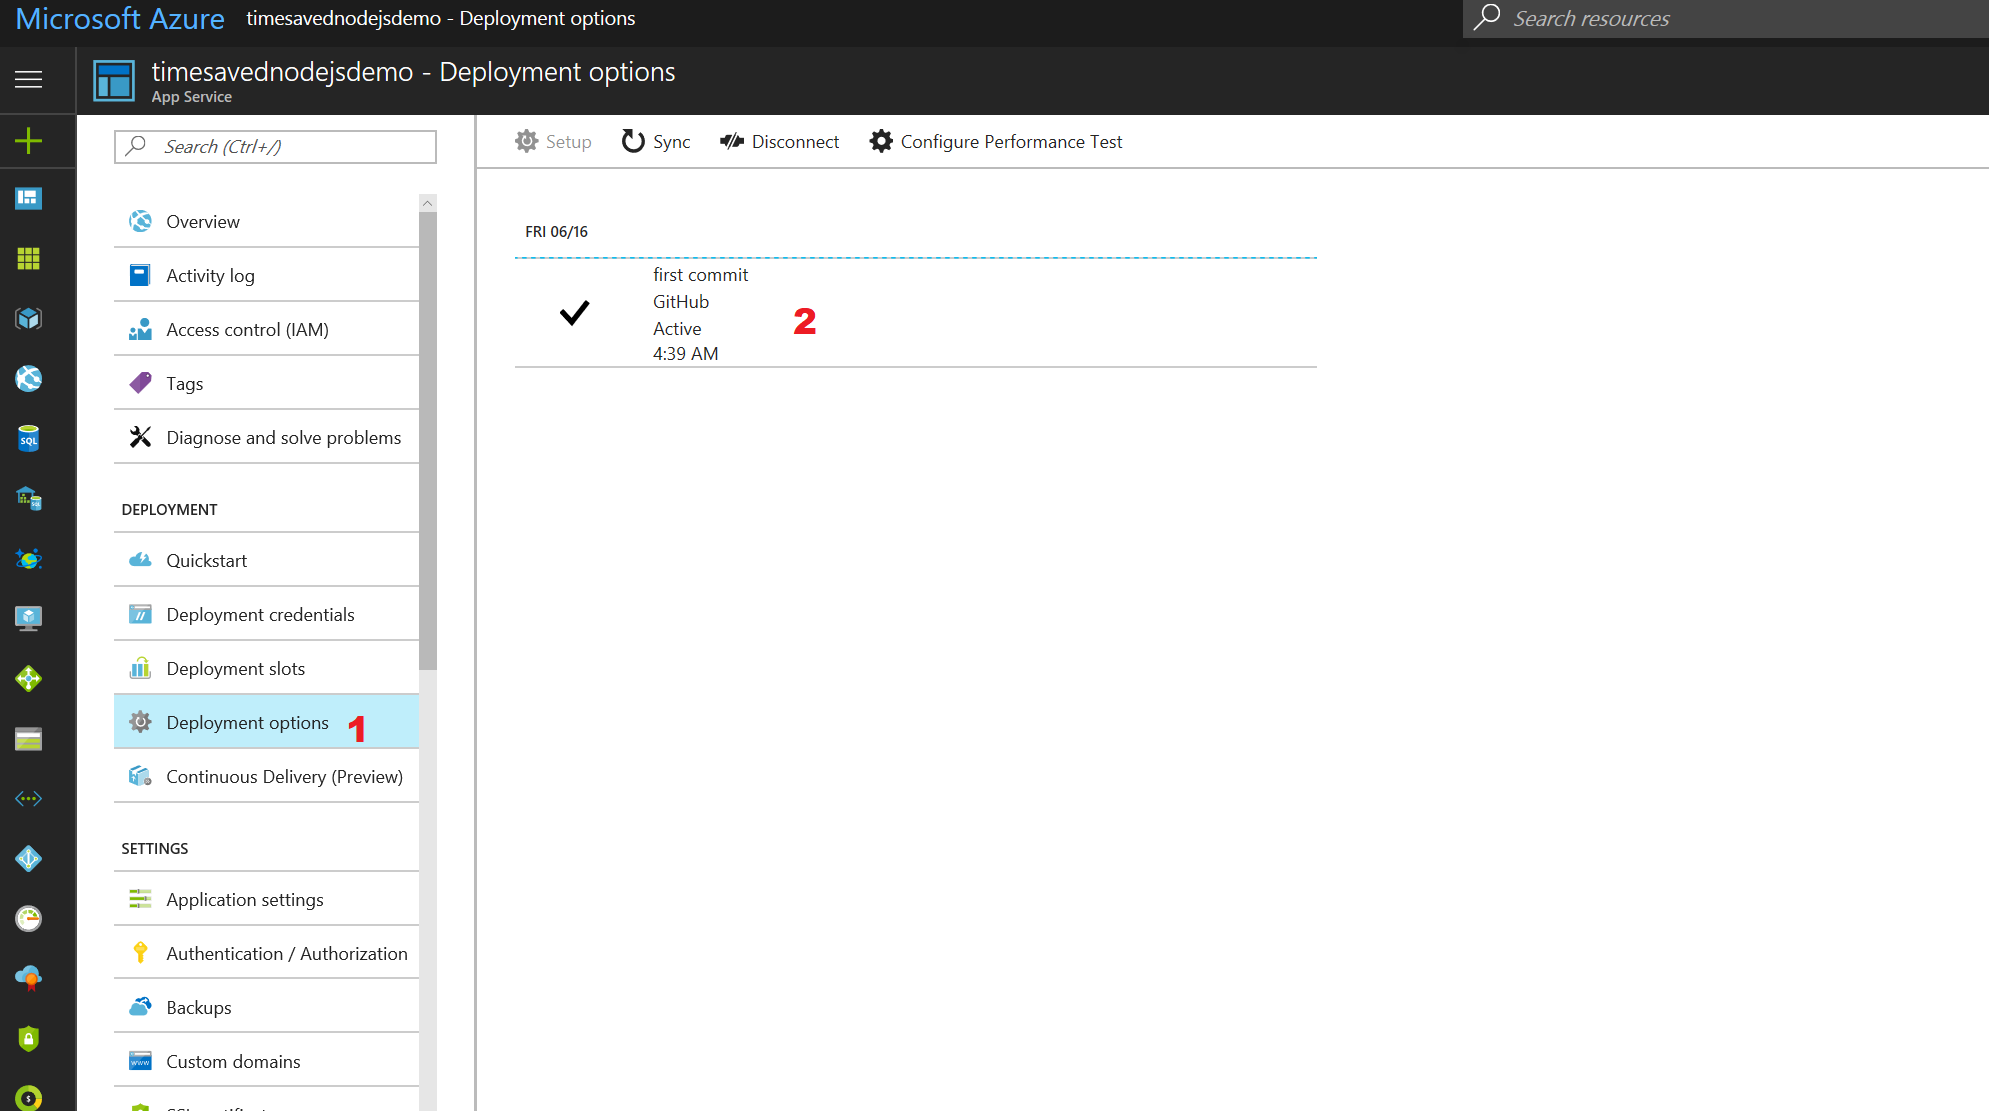 Microsoft Azure timesavednodejsdemo - Deployment options
Search resources
timesavednodejsdemo - Deployment options
App Service
Search (Ctrl+/)
Setup Sync Disconnect Configure Performance Test
Overview
Activity log
Access control (IAM)
Tags
Diagnose and solve problems
DEPLOYMENT
Quickstart
Deployment credentials
Deployment slots
Deployment options 1
Continuous Delivery (Preview)
SETTINGS
Application settings
Authentication / Authorization
Backups
Custom domains
FRI 06/16
first commit
GitHub
Active
4:39 AM
2
SQL